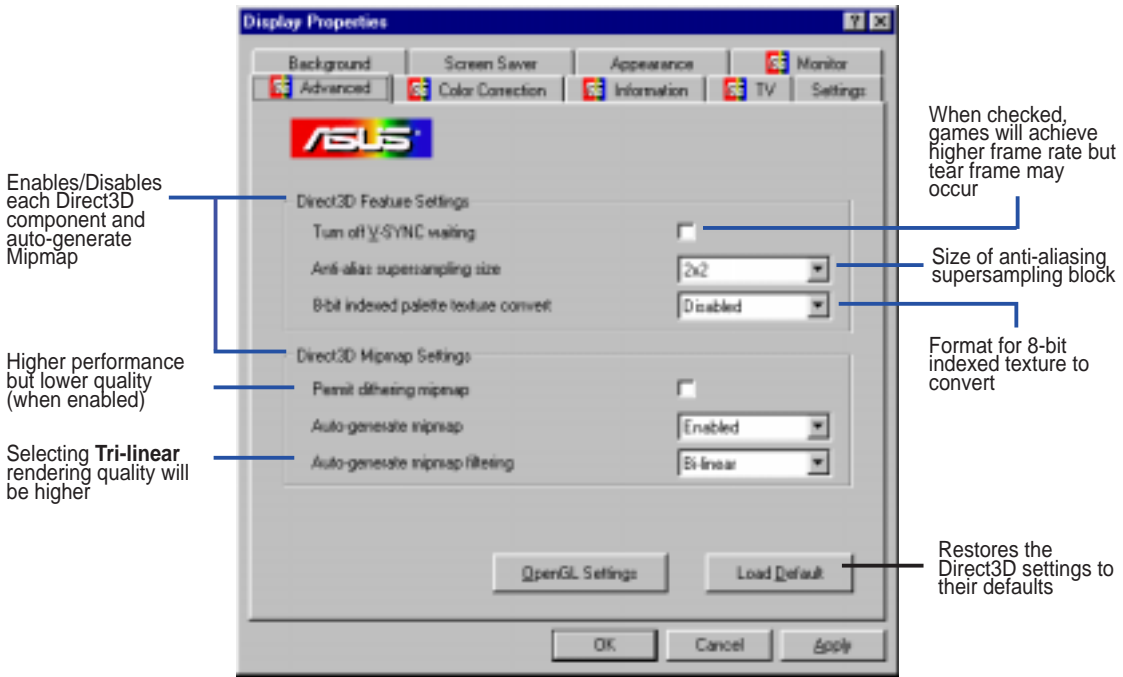 Display Properties
Background
Screen Saver
Appearance
Monitor
Advanced
Color Correction
Information
TV
Settings
ASUS
When checked,
games will achieve
higher frame rate but
tear frame may
occur
Enables/Disables
each Direct3D
component and
auto-generate
Mipmap
Direct3D Feature Settings
Turn off V-SYNC waiting
Anti-alias supersampling size
2x2
Size of anti-aliasing
supersampling block
8-bit indexed palette texture convert
Disabled
Format for 8-bit
indexed texture to
convert
Direct3D Mipmap Settings
Higher performance
but lower quality
(when enabled)
Permit dithering mipmap
Auto-generate mipmap
Enabled
Selecting Tri-linear
rendering quality will
be higher
Auto-generate mipmap filtering
Bi-linear
OpenGL Settings
Load Default
Restores the
Direct3D settings to
their defaults
OK
Cancel
Apply